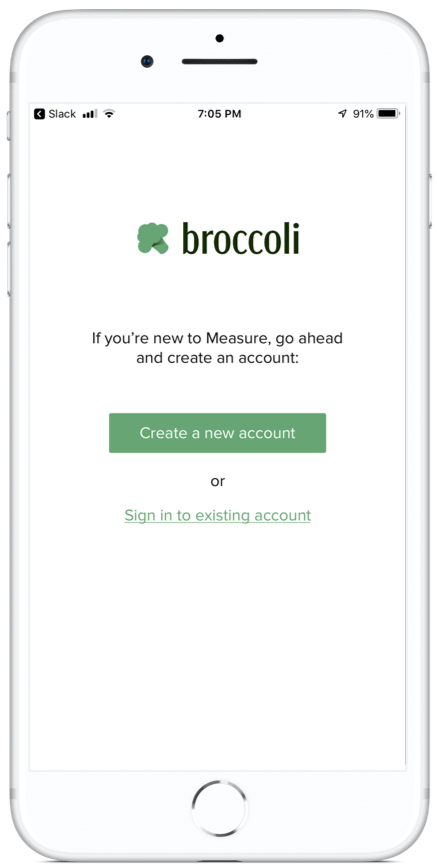 Slack 7:05 PM 91%
broccoli
If you’re new to Measure, go ahead
and create an account:
Create a new account
or
Sign in to existing account